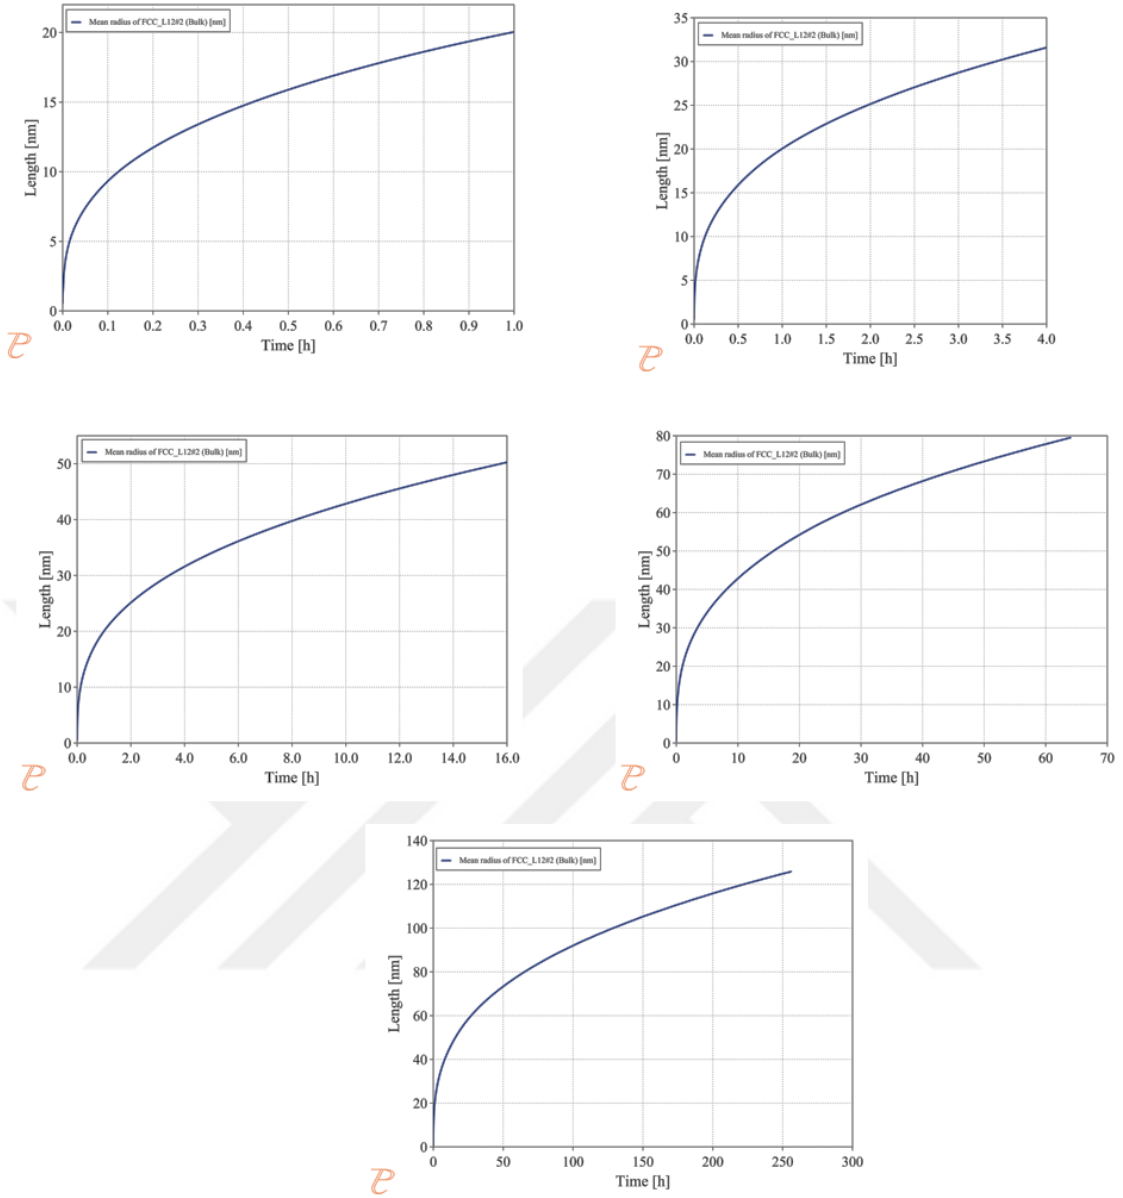 Mean radius of FCC_L12#2 (Bulk) [nm]
20
15
10
5
0
Length [nm]
0.0 0.1 0.2 0.3 0.4 0.5 0.6 0.7 0.8 0.9 1.0
Time [h]
Mean radius of FCC_L12#2 (Bulk) [nm]
35
30
25
20
15
10
5
0
Length [nm]
0.0 0.5 1.0 1.5 2.0 2.5 3.0 3.5 4.0
Time [h]
Mean radius of FCC_L12#2 (Bulk) [nm]
50
40
30
20
10
0
Length [nm]
0.0 2.0 4.0 6.0 8.0 10.0 12.0 14.0 16.0
Time [h]
Mean radius of FCC_L12#2 (Bulk) [nm]
80
70
60
50
40
30
20
10
0
Length [nm]
0 10 20 30 40 50 60 70
Time [h]
Mean radius of FCC_L12#2 (Bulk) [nm]
140
120
100
80
60
40
20
0
Length [nm]
0 50 100 150 200 250 300
Time [h]